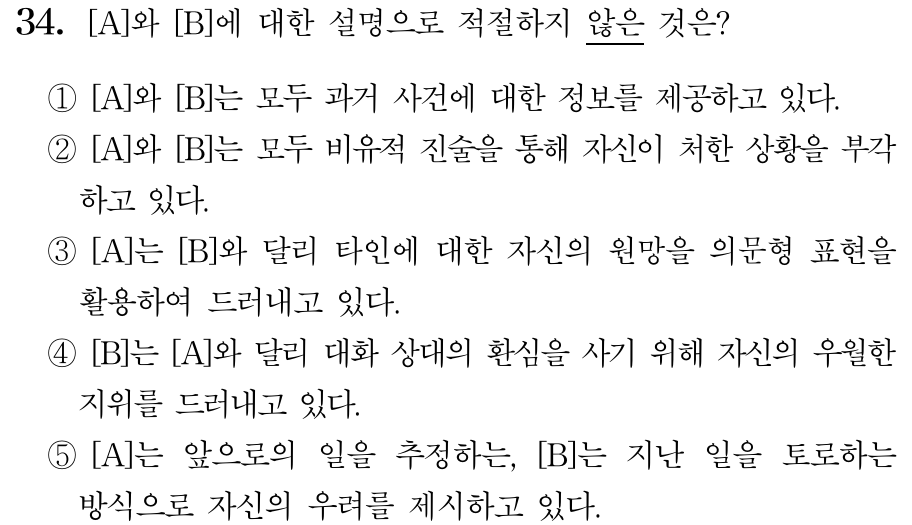 34. [A]와 [B]에 대한 설명으로 적절하지 않은 것은?
① [A]와 [B]는 모두 과거 사건에 대한 정보를 제공하고 있다.
② [A]와 [B]는 모두 비유적 진술을 통해 자신이 처한 상황을 부각
하고 있다.
③ [A]는 [B]와 달리 타인에 대한 자신의 원망을 의문형 표현을
활용하여 드러내고 있다.
④ [B]는 [A]와 달리 대화 상대의 환심을 사기 위해 자신의 우월한
지위를 드러내고 있다.
⑤ [A]는 앞으로의 일을 추정하는, [B]는 지난 일을 토로하는
방식으로 자신의 우려를 제시하고 있다.